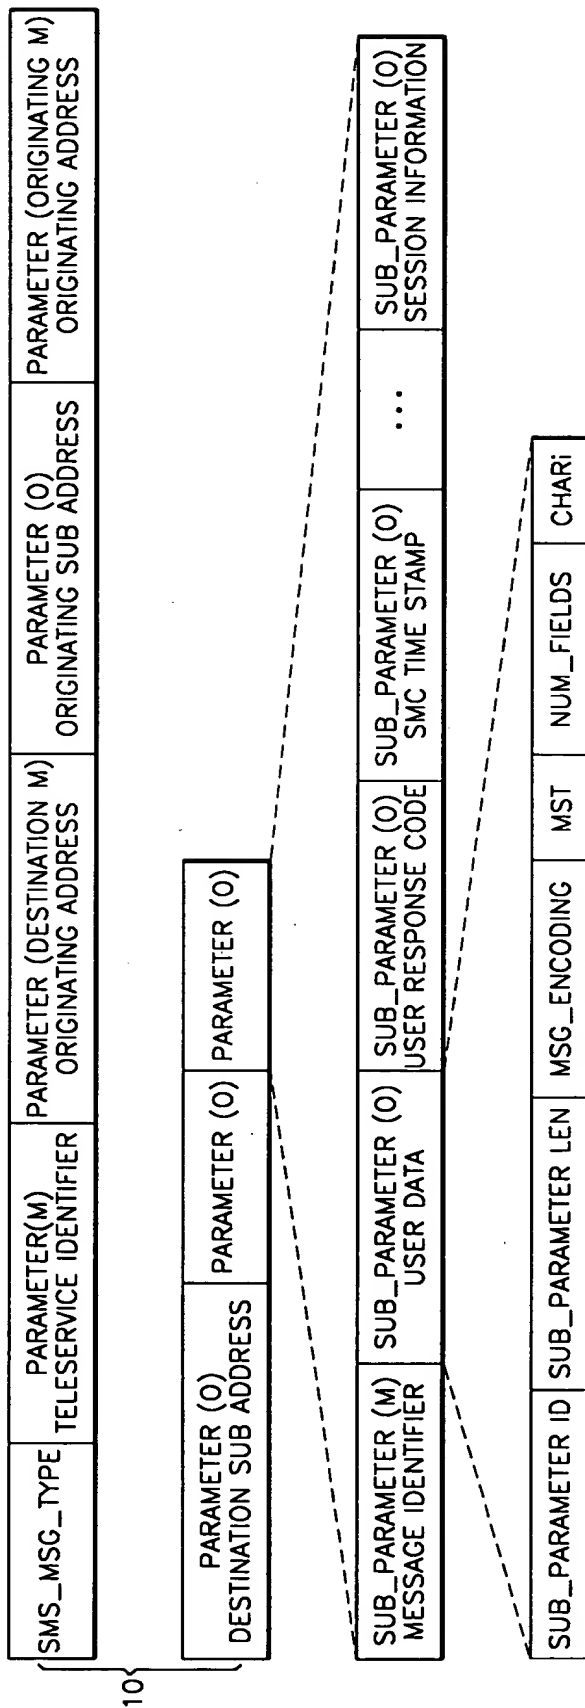 SMS_MSG_TYPE
PARAMETER(M)
TELESERVICE IDENTIFIER
PARAMETER (DESTINATION M)
ORIGINATING ADDRESS
PARAMETER (O)
ORIGINATING SUB ADDRESS
PARAMETER (ORIGINATING M)
ORIGINATING ADDRESS
10
PARAMETER (O)
DESTINATION SUB ADDRESS
PARAMETER (O)
PARAMETER (O)
SUB_PARAMETER (M)
MESSAGE IDENTIFIER
SUB_PARAMETER (O)
USER DATA
SUB_PARAMETER (O)
USER RESPONSE CODE
SUB_PARAMETER (O)
SMC TIME STAMP
...
SUB_PARAMETER (O)
SESSION INFORMATION
SUB_PARAMETER ID
SUB_PARAMETER LEN
MSG_ENCODING
MST
NUM_FIELDS
CHARi